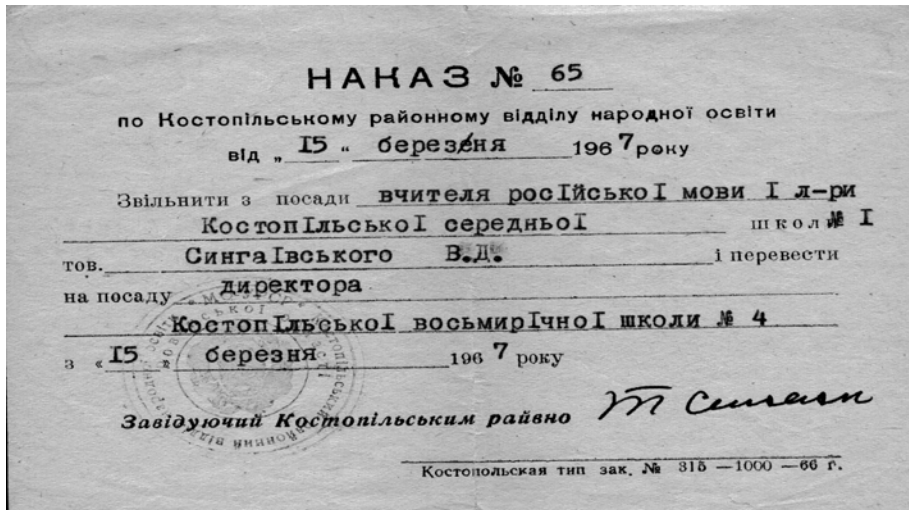 НАКАЗ № 65
по Костопільському районному відділу народної освіти
від „ I5 “ березня 1967 року
Звільнити з посади вчителя росIйської мови I л-ри
КостопIльськоI середньоI школи № I
тов. СингаIвського В.Д. і перевести
на посаду директора
КостопIльськоI восьмирIчноI школи № 4
з «I5 березня 1967 року
Завідуючий Костопільським райвно
Костопольская тип зак. № 315 —1000 —66 г.